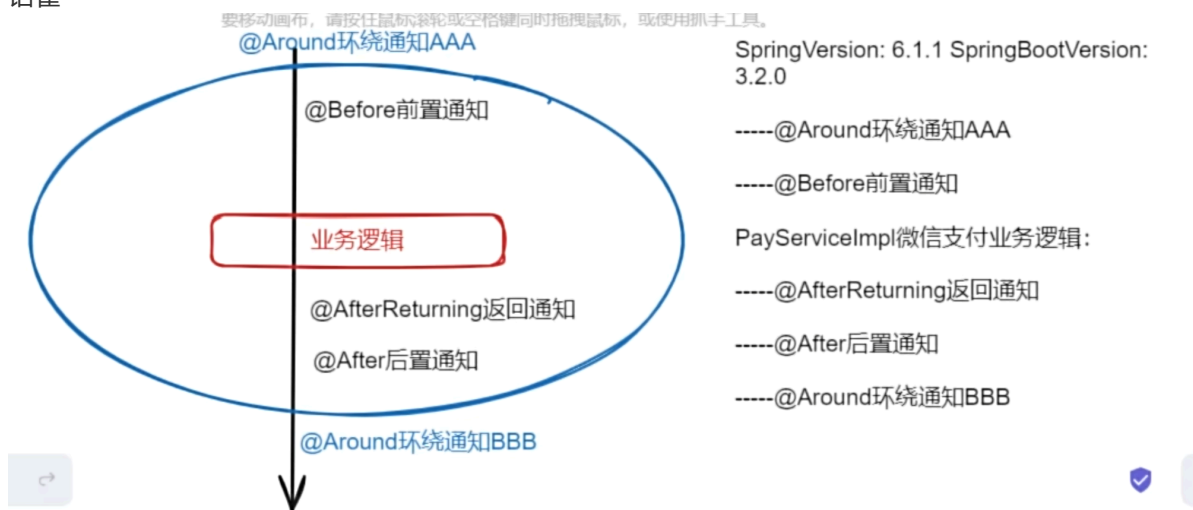 要移动画布，请按住鼠标滚轮或空格键同时拖拽鼠标，或使用抓手工具。
@Around环绕通知AAA
@Before前置通知
业务逻辑
@AfterReturning返回通知
@After后置通知
@Around环绕通知BBB
SpringVersion: 6.1.1 SpringBootVersion:
3.2.0
-----@Around环绕通知AAA
-----@Before前置通知
PayServiceImpl微信支付业务逻辑：
-----@AfterReturning返回通知
-----@After后置通知
-----@Around环绕通知BBB